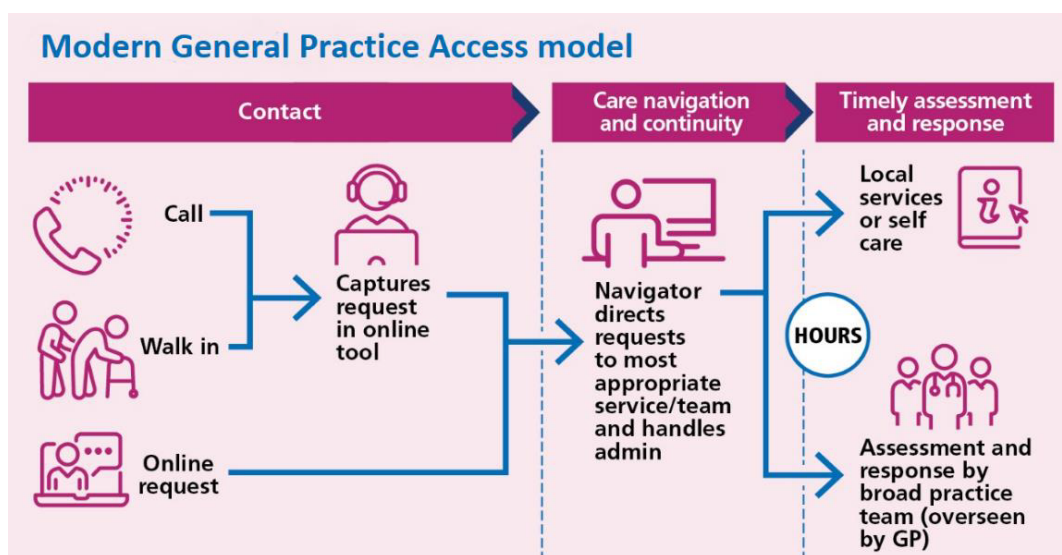 Modern General Practice Access model
Contact
Care navigation
and continuity
Timely assessment
and response
Call
Walk in
Online
request
Captures
request
in online
tool
Navigator
directs
requests
to most
appropriate
service/team
and handles
admin
Local
services
or self
care
HOURS
Assessment and
response by
broad practice
team (overseen
by GP)